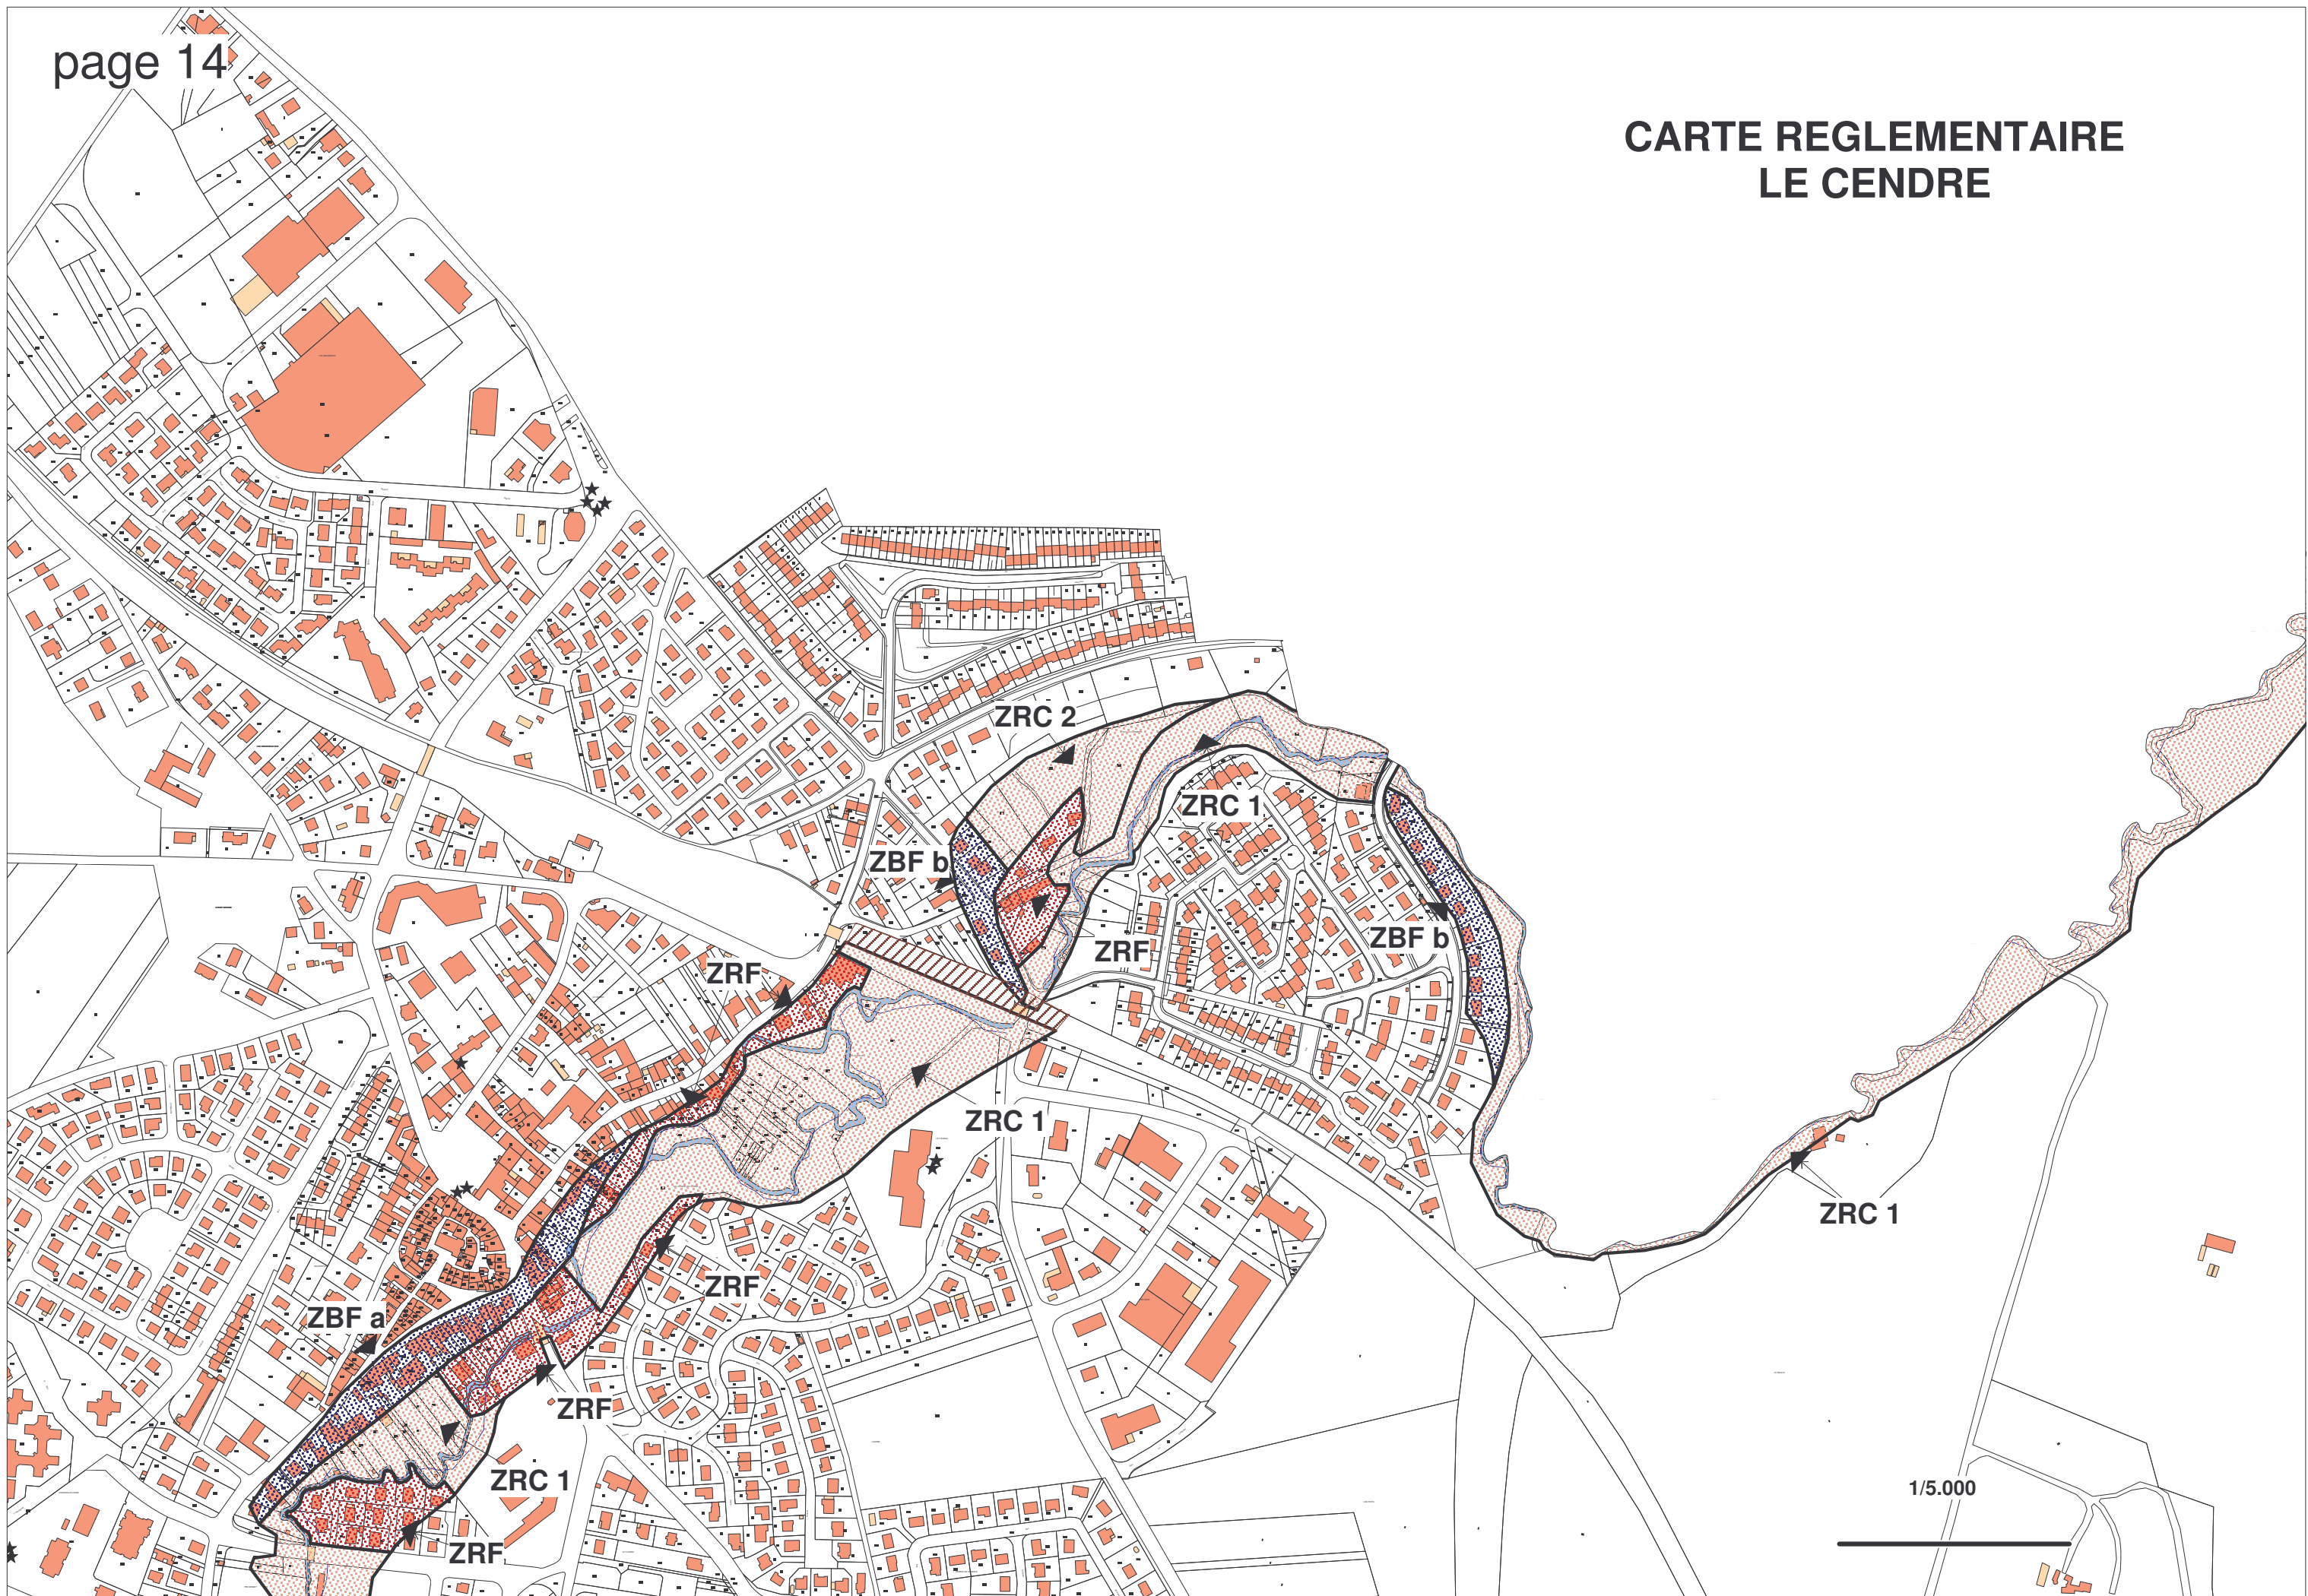 page 14
CARTE REGLEMENTAIRE
LE CENDRE
ZRC 2
ZRC 1
ZBF b
ZBF b
ZRF
ZRF
ZRC 1
ZRC 1
ZRF
ZBF a
ZRF
ZRC 1
1/5.000
ZRF